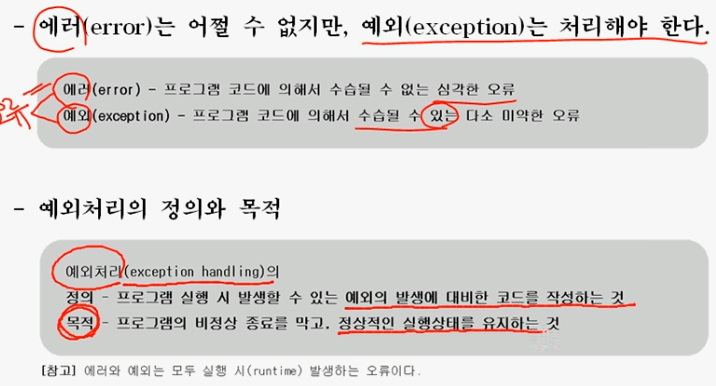 - 에러(error)는 어쩔 수 없지만, 예외(exception)는 처리해야 한다.
에러(error) - 프로그램 코드에 의해서 수습될 수 없는 심각한 오류
예외(exception) - 프로그램 코드에 의해서 수습될 수 있는 다소 미약한 오류
- 예외처리의 정의와 목적
예외처리(exception handling)의
정의 - 프로그램 실행 시 발생할 수 있는 예외의 발생에 대비한 코드를 작성하는 것
목적 - 프로그램의 비정상 종료를 막고, 정상적인 실행상태를 유지하는 것
[참고] 에러와 예외는 모두 실행 시(runtime) 발생하는 오류이다.